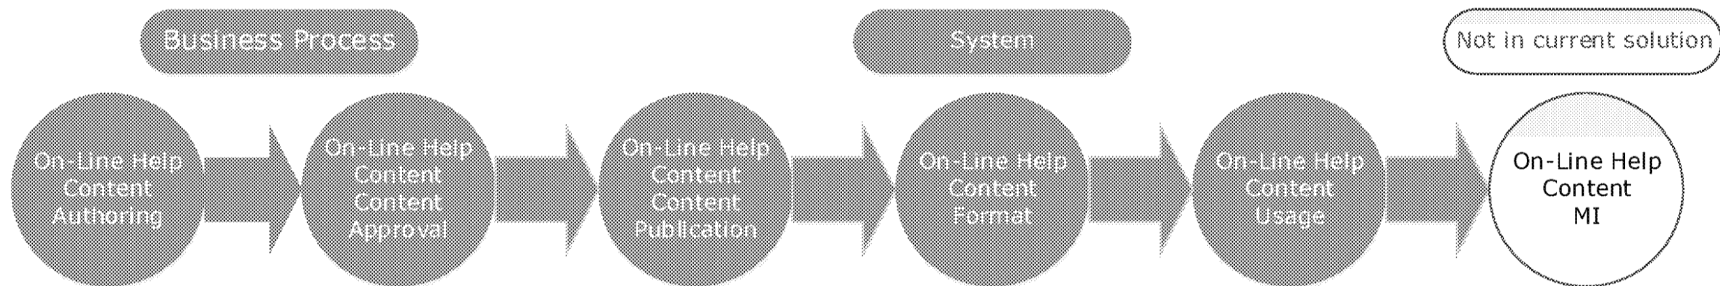 Business Process
System
Not in current solution
On-Line Help
Content
Authoring
On-Line Help
Content
Content
Approval
On-Line Help
Content
Content
Publication
On-Line Help
Content
Format
On-Line Help
Content
Usage
On-Line Help
Content
MI